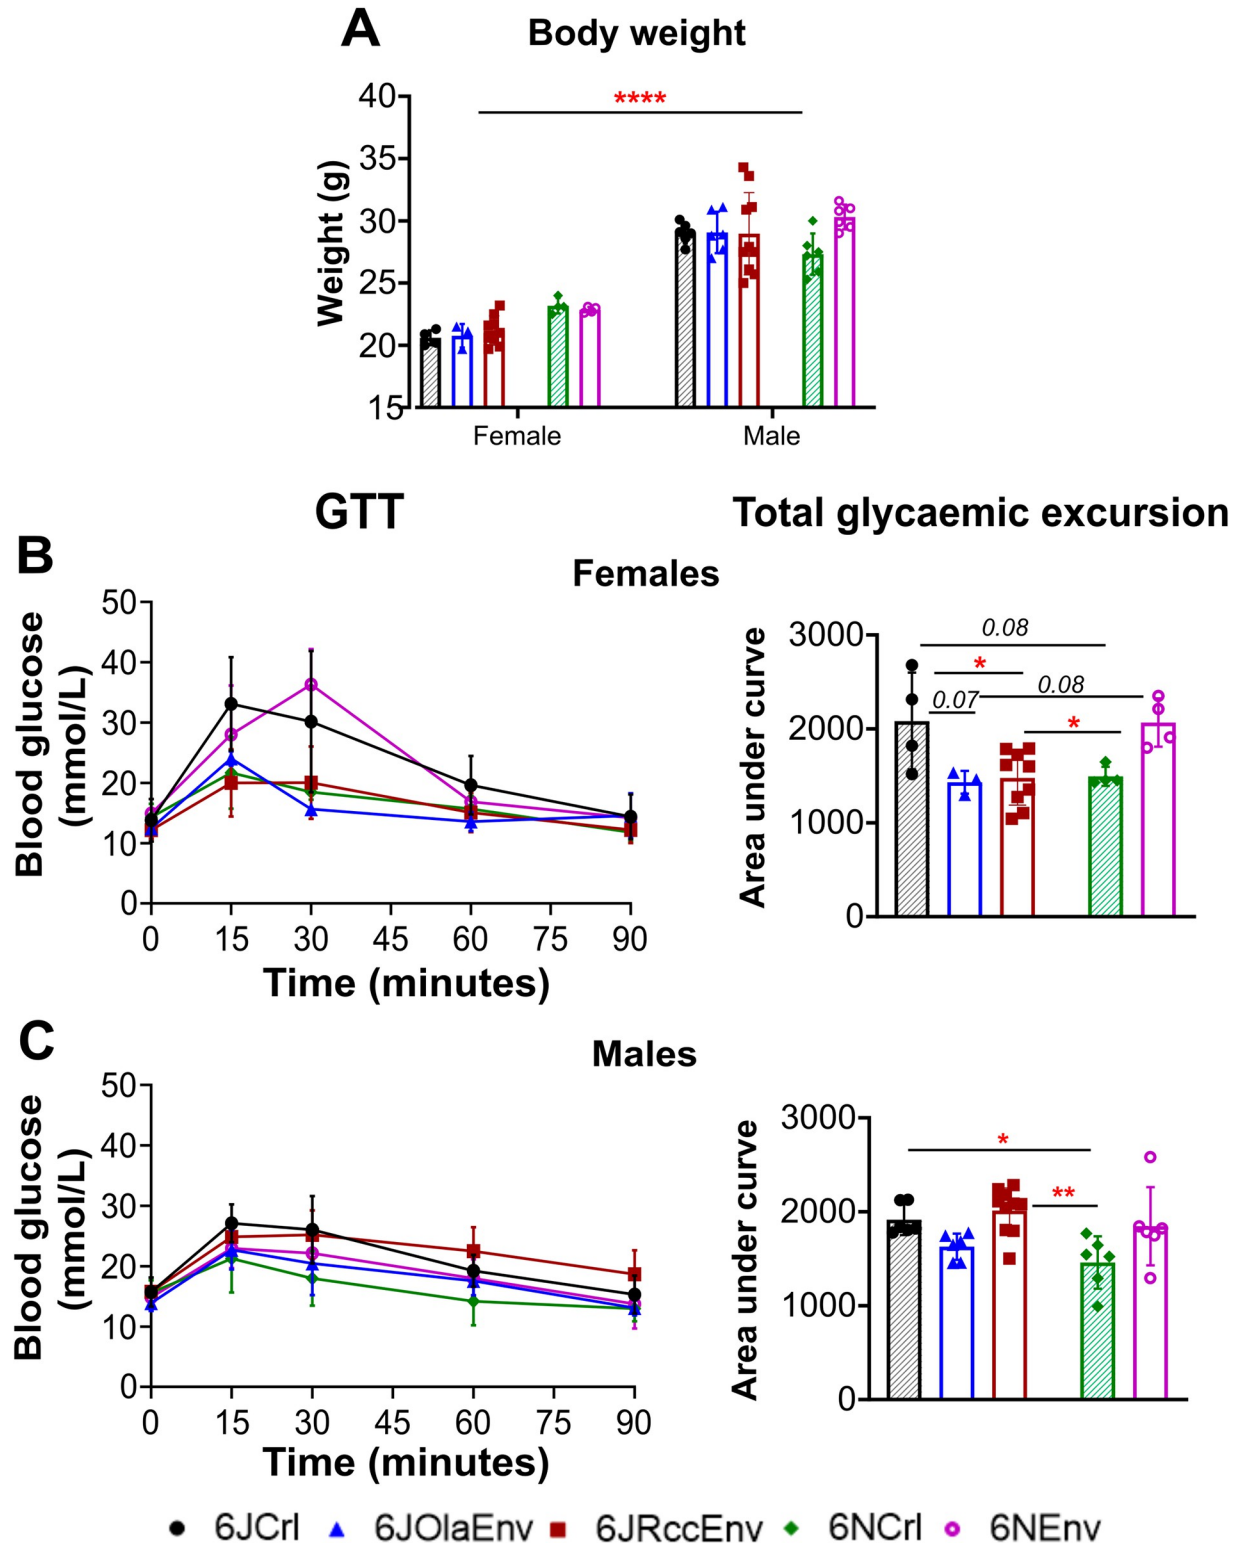 A
Body weight
****
40
35
30
25
20
15
Weight (g)
Female
Male
GTT
Total glycaemic excursion
B
Females
50
40
30
20
10
0
Blood glucose
(mmol/L)
0 15 30 45 60 75 90
Time (minutes)
3000
2000
1000
0
Area under curve
0.08
*
0.07
0.08
*
C
Males
50
40
30
20
10
0
Blood glucose
(mmol/L)
0 15 30 45 60 75 90
Time (minutes)
3000
2000
1000
0
Area under curve
*
**
6JCrl 6JOlaEnv 6JRccEnv 6NCrl 6NEnv